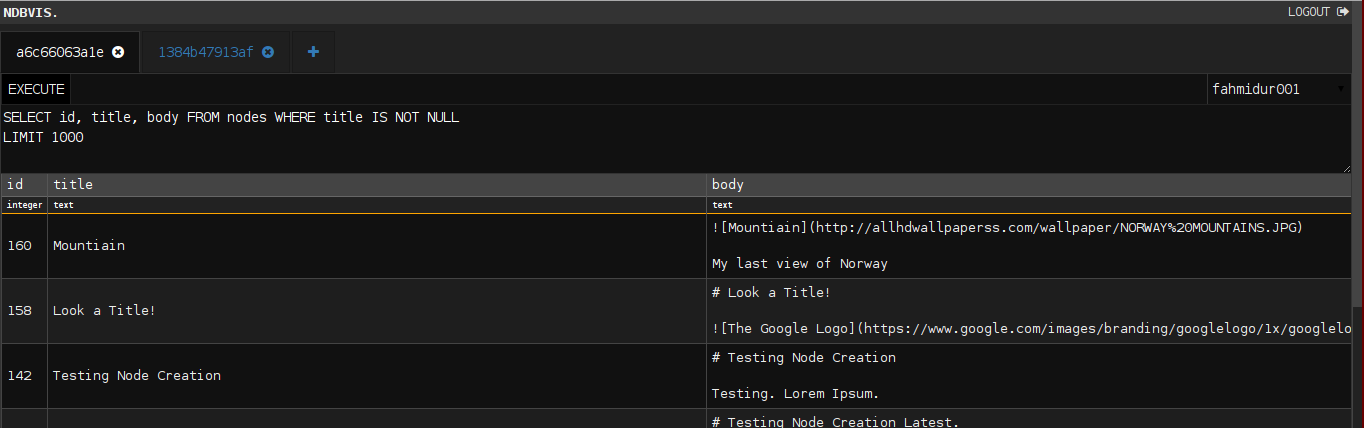 NDBVIS. LOGOUT
a6c66063a1e 1384b47913af +
EXECUTE fahmidur001
SELECT id, title, body FROM nodes WHERE title IS NOT NULL
LIMIT 1000
id title body
integer text text
![Mountiain](http://allhdwallpaperss.com/wallpaper/NORWAY%20MOUNTAINS.JPG)
160 Mountiain
My last view of Norway
# Look a Title!
158 Look a Title!
![The Google Logo](https://www.google.com/images/branding/googlelogo/1x/googlelo
# Testing Node Creation
142 Testing Node Creation
Testing. Lorem Ipsum.
# Testing Node Creation Latest.